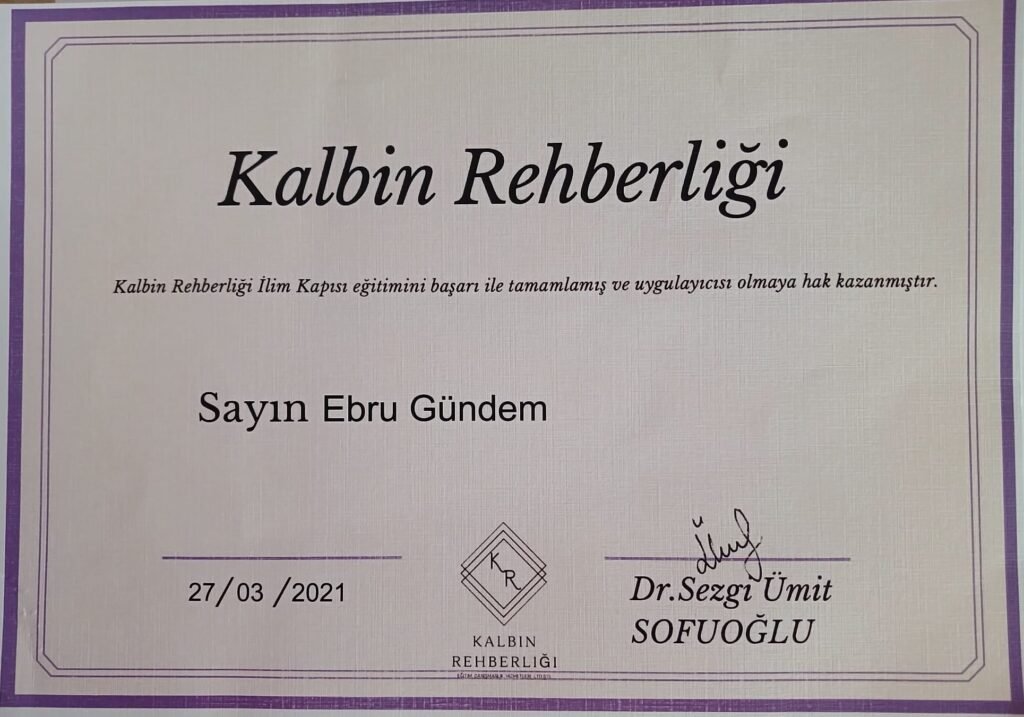 Kalbin Rehberliği
Kalbin Rehberliği İlim Kapısı eğitimini başarı ile tamamlamış ve uygulayıcısı olmaya hak kazanmıştır.
Sayın Ebru Gündem
27/03/2021
KR
Dr.Sezgi Ümit
SOFUOĞLU
KALBIN
REHBERLIĞI